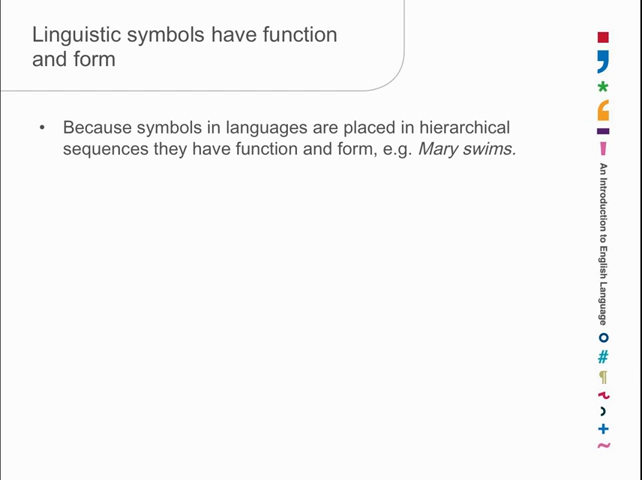 Linguistic symbols have function
and form
• Because symbols in languages are placed in hierarchical
sequences they have function and form, e.g. Mary swims.
An Introduction to English Language